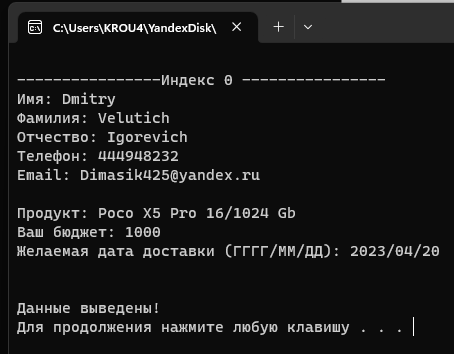 C:\Users\KROU4\YandexDisk\
----------------Индекс 0 ----------------
Имя: Dmitry
Фамилия: Velutich
Отчество: Igorevich
Телефон: 444948232
Email: Dimasik425@yandex.ru
Продукт: Poco X5 Pro 16/1024 Gb
Ваш бюджет: 1000
Желаемая дата доставки (ГГГГ/ММ/ДД): 2023/04/20
Данные выведены!
Для продолжения нажмите любую клавишу . . .